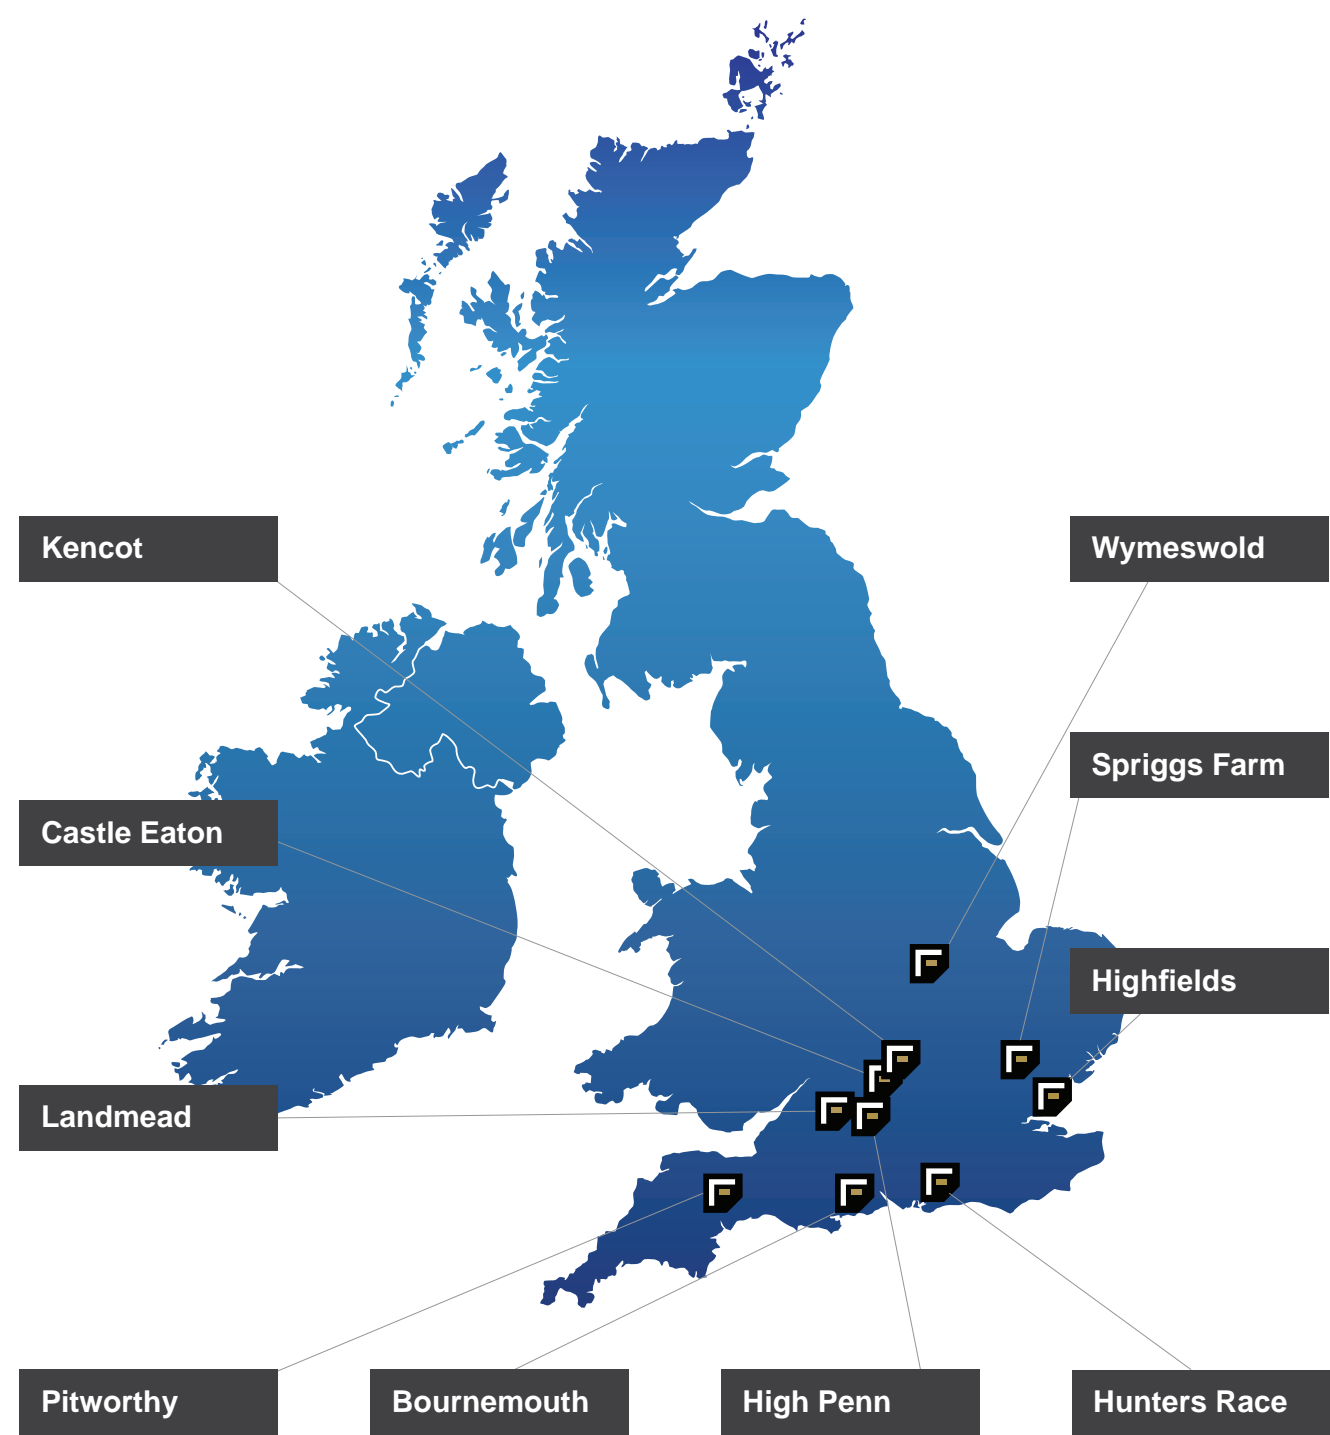 Kencot
Wymeswold
Spriggs Farm
Castle Eaton
Highfields
Landmead
Pitworthy
Bournemouth
High Penn
Hunters Race